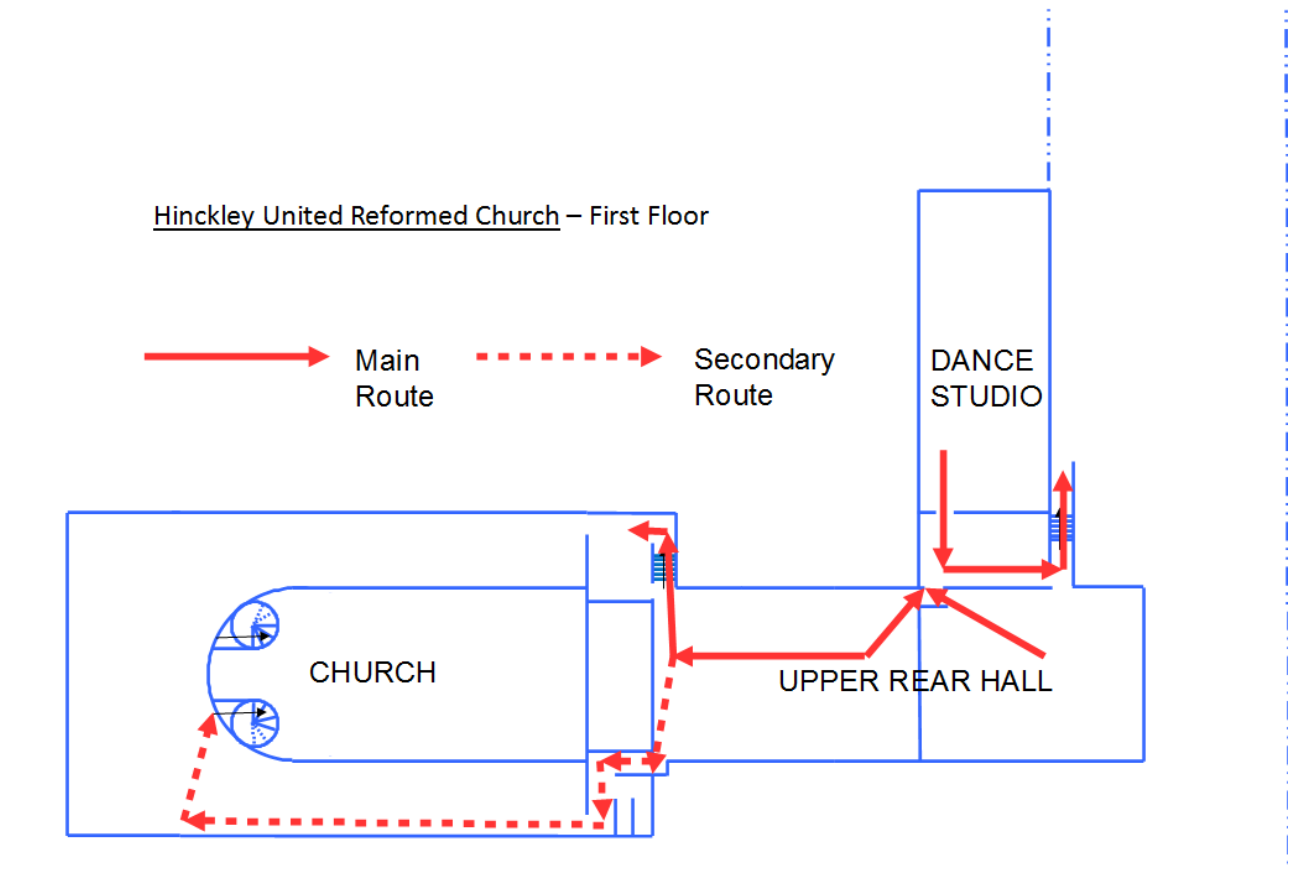 Hinckley United Reformed Church – First Floor
Main
Route
Secondary
Route
DANCE
STUDIO
CHURCH
UPPER REAR HALL